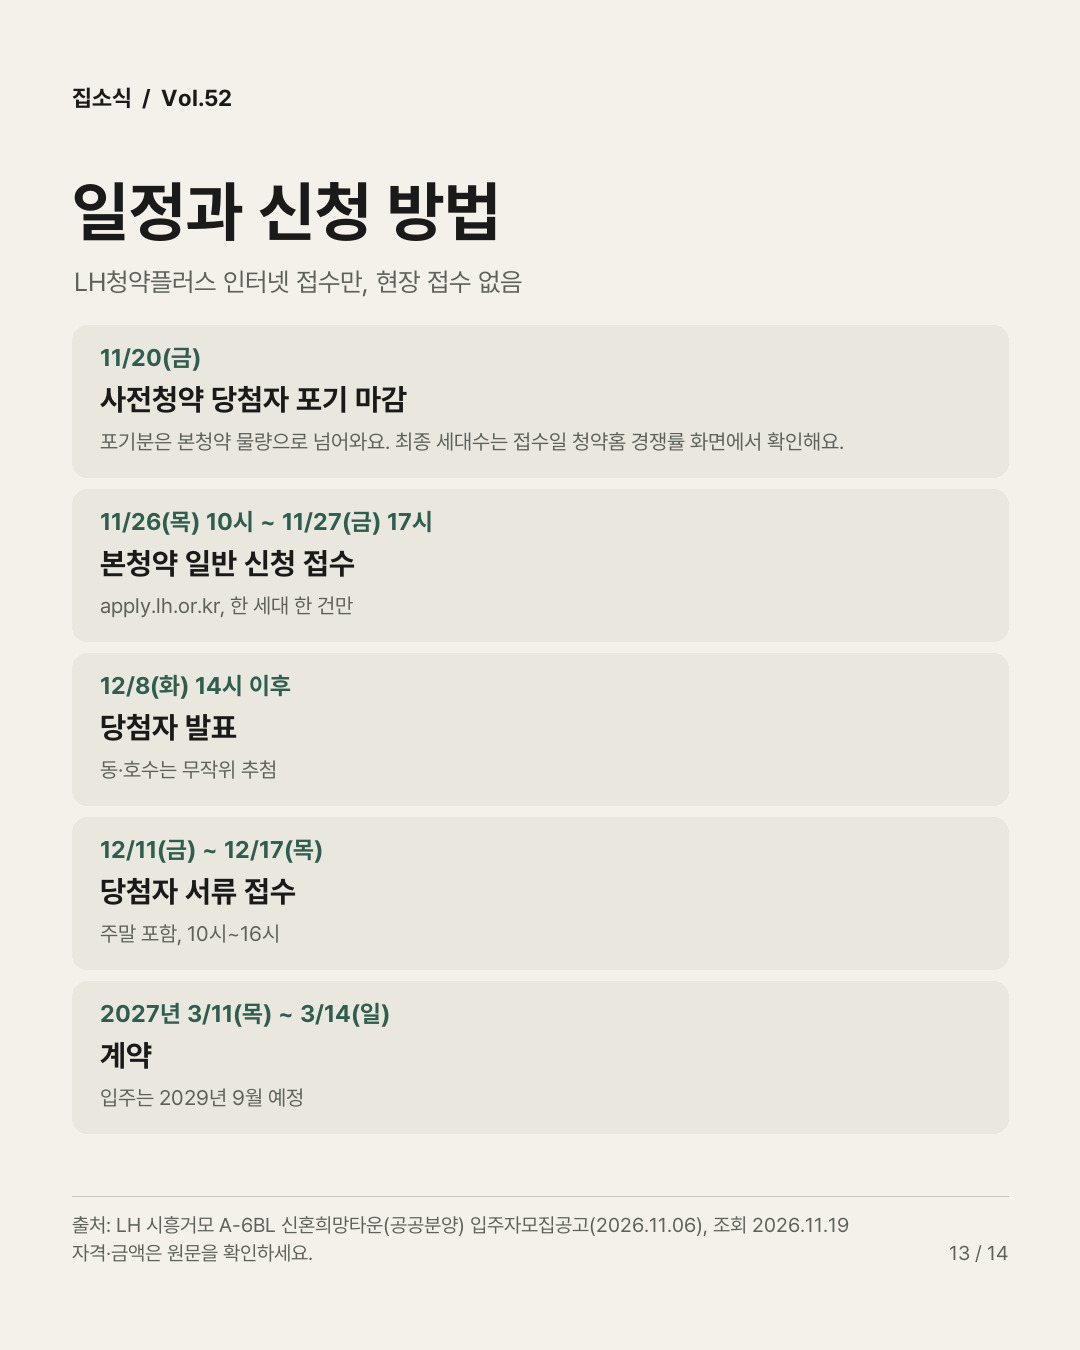 집소식 / Vol.52
일정과 신청 방법
LH청약플러스 인터넷 접수만, 현장 접수 없음
11/20(금)
사전청약 당첨자 포기 마감
포기분은 본청약 물량으로 넘어와요. 최종 세대수는 접수일 청약홈 경쟁률 화면에서 확인해요.
11/26(목) 10시 ~ 11/27(금) 17시
본청약 일반 신청 접수
apply.lh.or.kr, 한 세대 한 건만
12/8(화) 14시 이후
당첨자 발표
동·호수는 무작위 추첨
12/11(금) ~ 12/17(목)
당첨자 서류 접수
주말 포함, 10시~16시
2027년 3/11(목) ~ 3/14(일)
계약
입주는 2029년 9월 예정
출처: LH 시흥거모 A-6BL 신혼희망타운(공공분양) 입주자모집공고(2026.11.06), 조회 2026.11.19
자격·금액은 원문을 확인하세요.
13 / 14